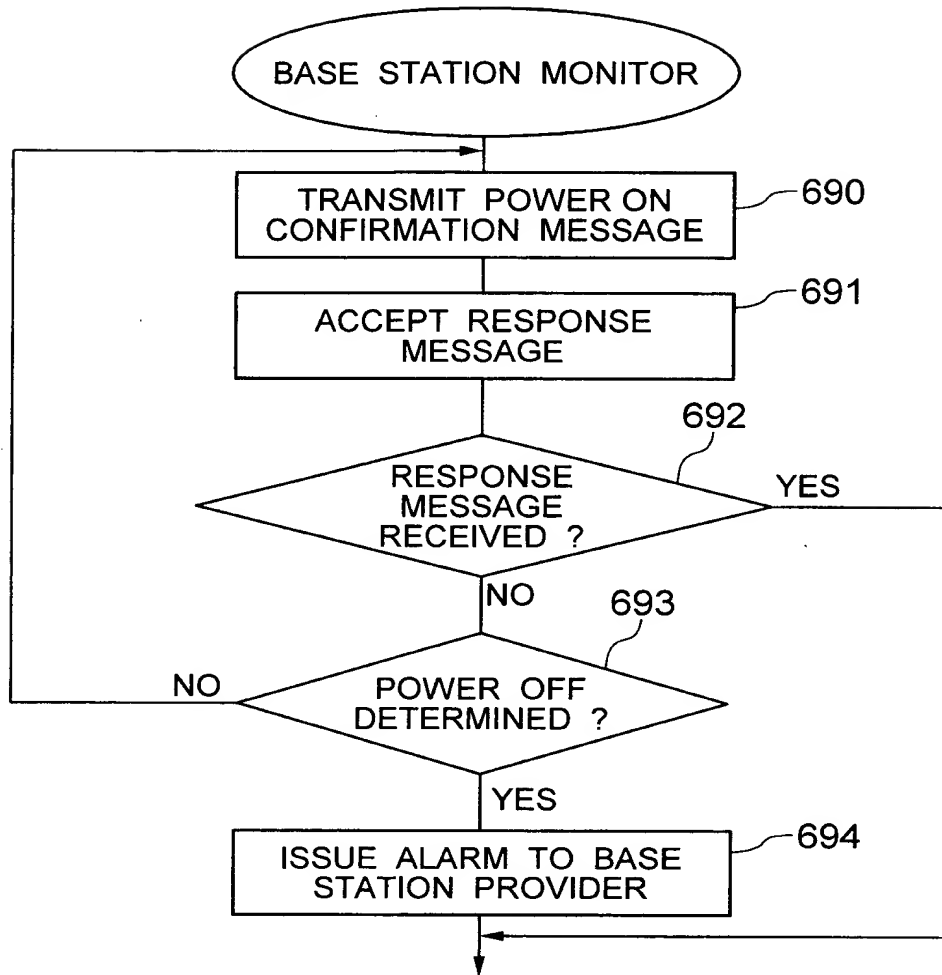 BASE STATION MONITOR
TRANSMIT POWER ON
CONFIRMATION MESSAGE
690
ACCEPT RESPONSE
MESSAGE
691
RESPONSE
MESSAGE
RECEIVED ?
692
YES
NO
POWER OFF
DETERMINED ?
693
NO
YES
ISSUE ALARM TO BASE
STATION PROVIDER
694